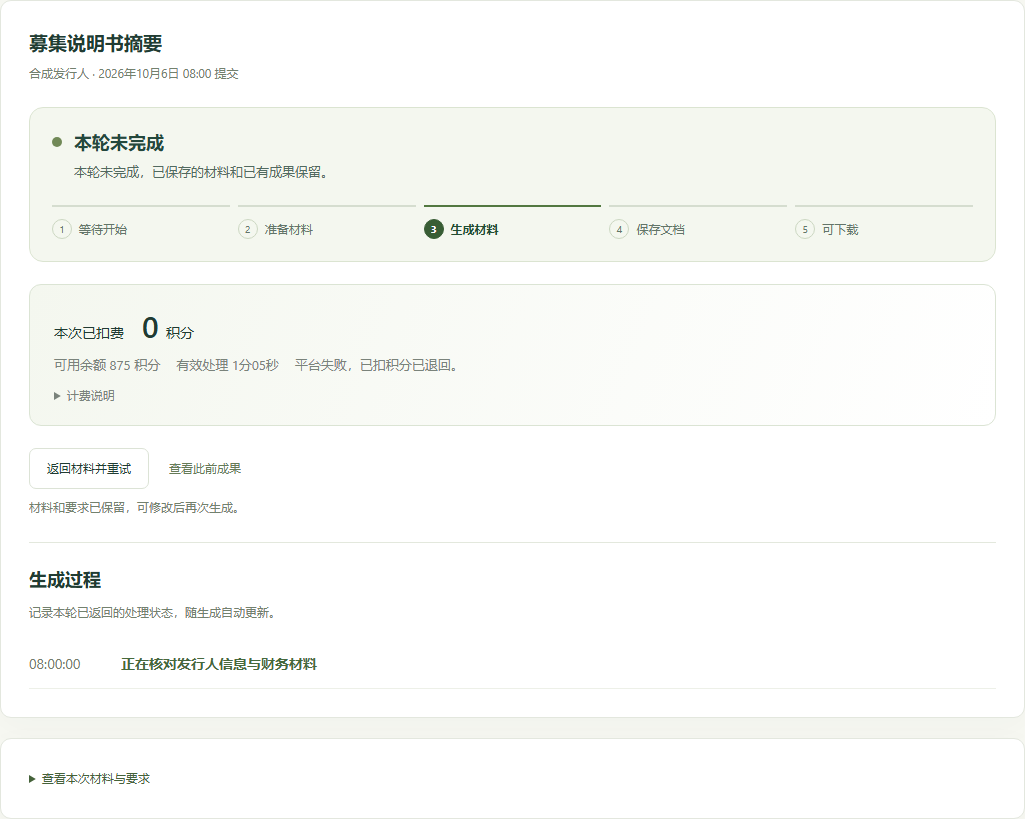 募集说明书摘要
合成发行人 · 2026年10月6日 08:00 提交
本轮未完成
本轮未完成，已保存的材料和已有成果保留。
1 等待开始 2 准备材料 3 生成材料 4 保存文档 5 可下载
本次已扣费 0 积分
可用余额 875 积分 有效处理 1分05秒 平台失败，已扣积分已退回。
计费说明
返回材料并重试 查看此前成果
材料和要求已保留，可修改后再次生成。
生成过程
记录本轮已返回的处理状态，随生成自动更新。
08:00:00 正在核对发行人信息与财务材料
查看本次材料与要求